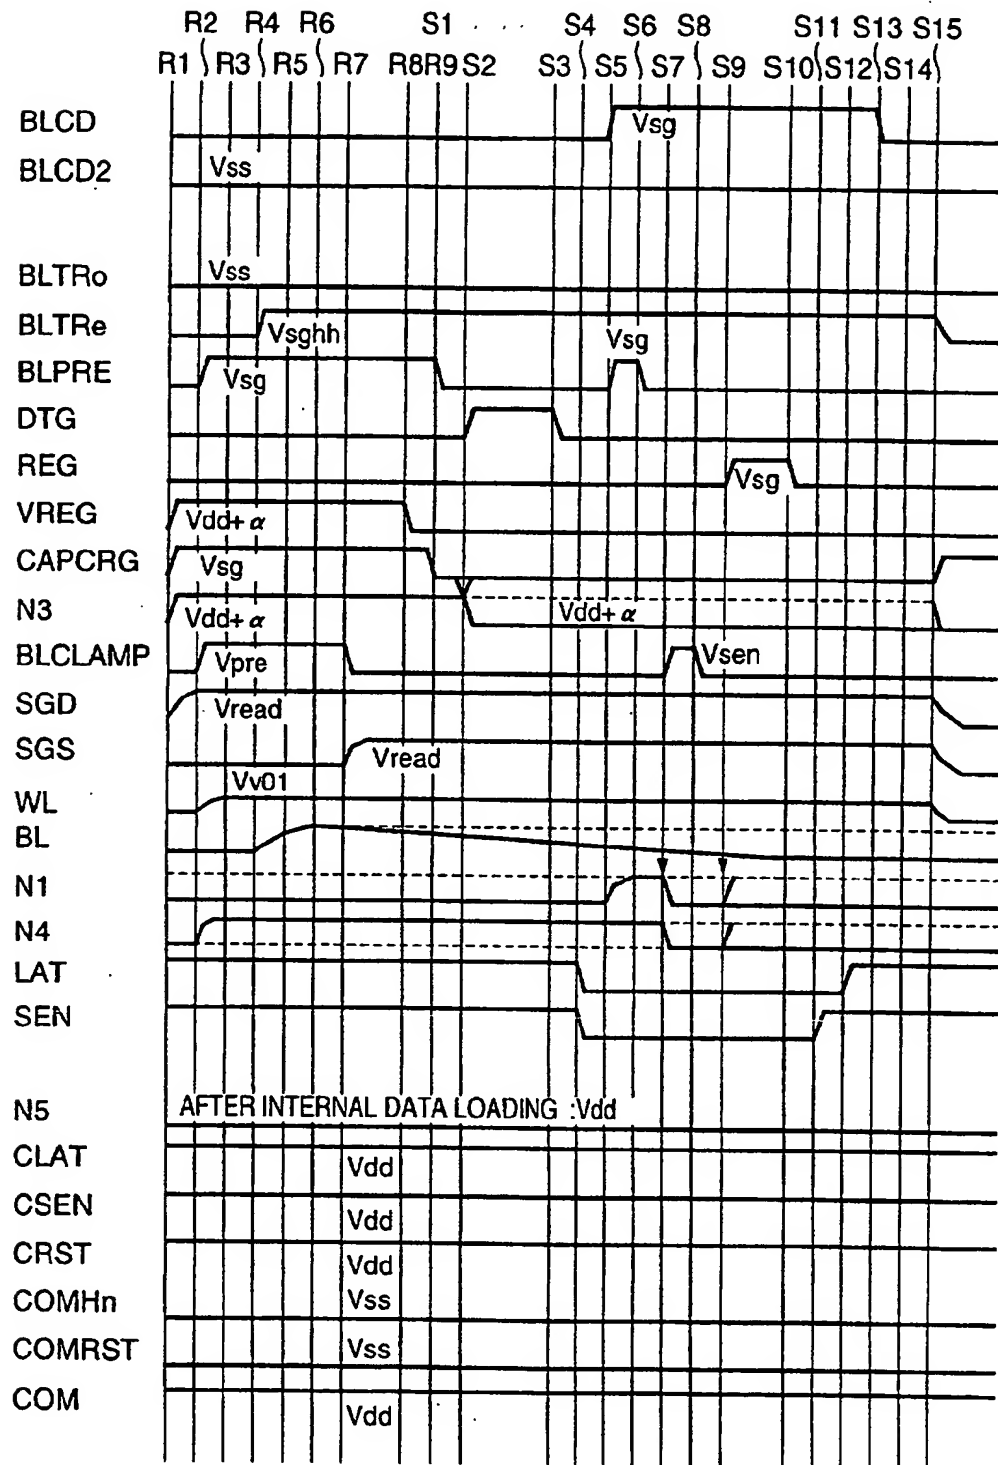 R2 R4 R6 S1 S4 S6 S8 S11 S13 S15
R1 R3 R5 R7 R8R9 S2 S3 S5 S7 S9 S10 S12 S14
BLCD Vsg
BLCD2 Vss
BLTRo Vss
BLTRe Vsghh
Vsg
BLPRE Vsg
DTG
REG Vsg
VREG Vdd+α
CAPCRG Vsg
N3 Vdd+α Vdd+α
BLCLAMP Vpre Vsen
SGD Vread
SGS Vread
Vv01
WL
BL
N1
N4
LAT
SEN
N5 AFTER INTERNAL DATA LOADING :Vdd
CLAT Vdd
CSEN Vdd
CRST Vdd
COMHn Vss
COMRST Vss
COM Vdd